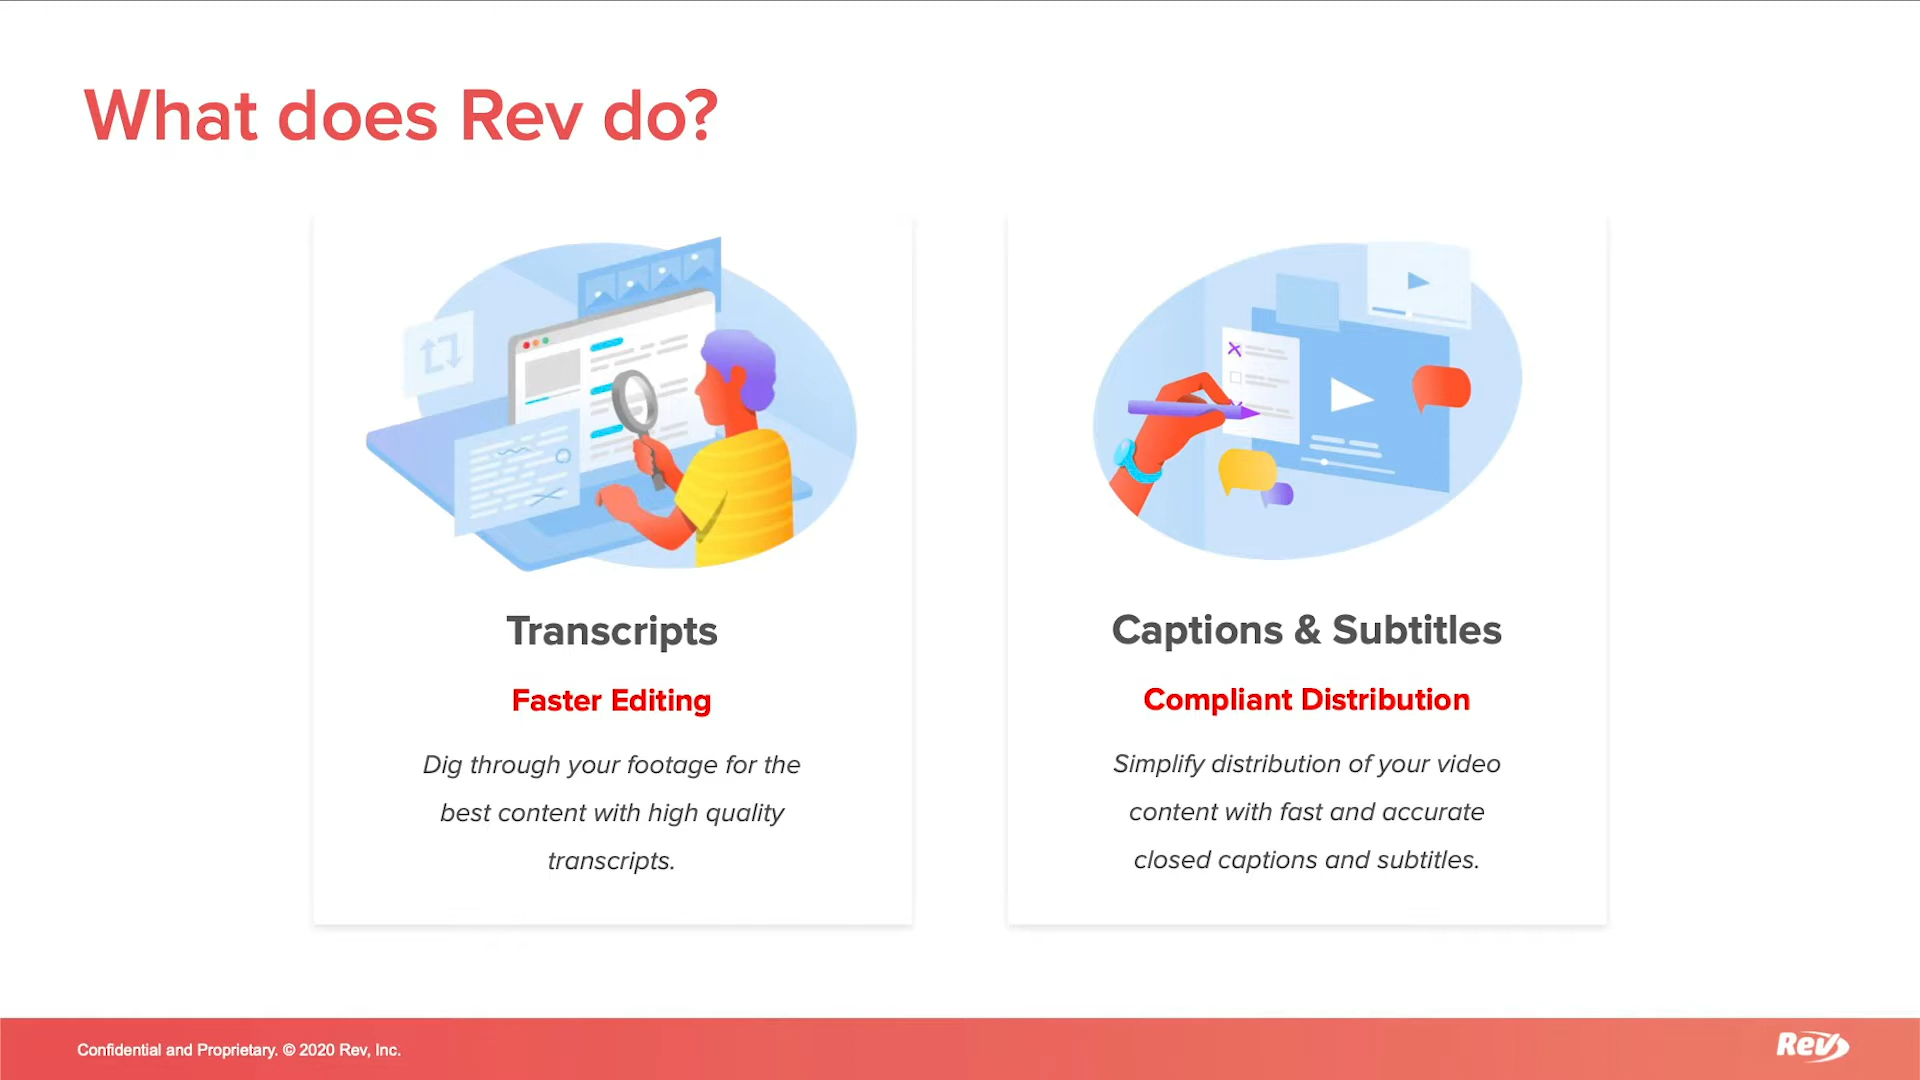 What does Rev do?
Transcripts
Faster Editing
Dig through your footage for the
best content with high quality
transcripts.
Captions & Subtitles
Compliant Distribution
Simplify distribution of your video
content with fast and accurate
closed captions and subtitles.
Confidential and Proprietary. © 2020 Rev, Inc.
Rev